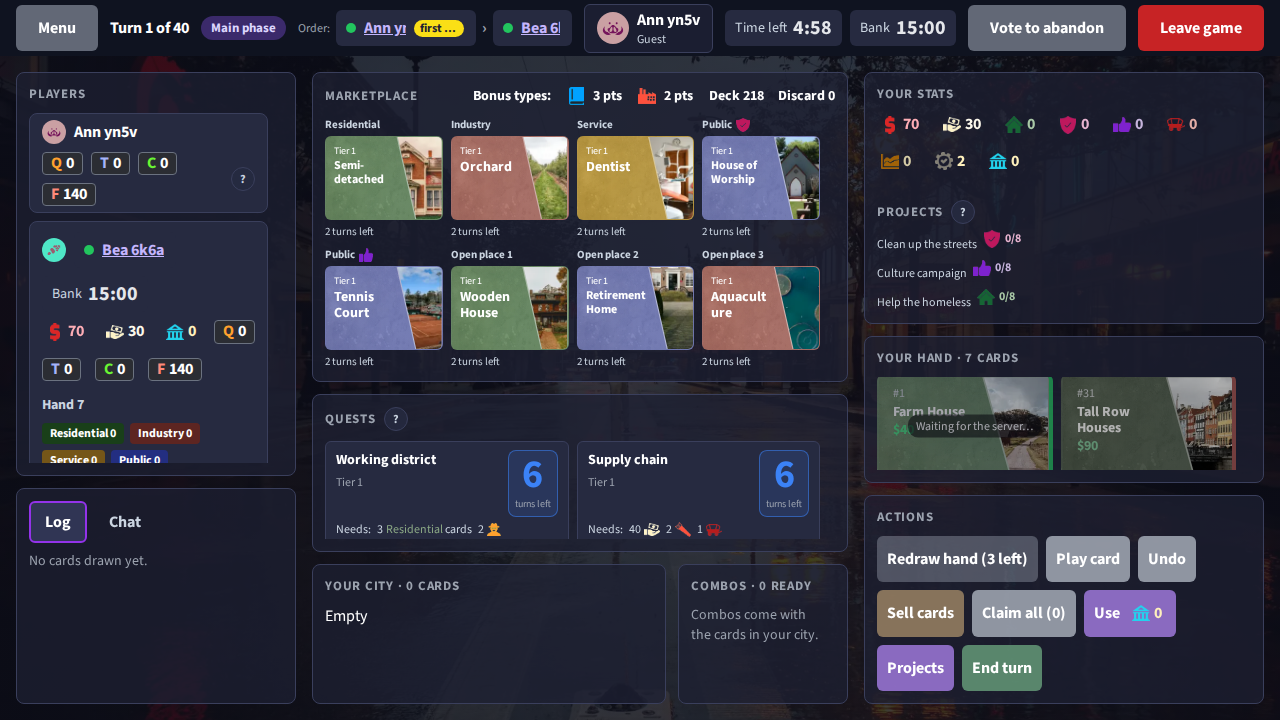 Menu
Turn 1 of 40
Main phase
Order:
Ann yn
first ...
›
Bea 6k
Ann yn5v
Guest
Time left 4:58
Bank 15:00
Vote to abandon
Leave game
PLAYERS
Ann yn5v
Q 0
T 0
C 0
F 140
?
Bea 6k6a
Bank 15:00
70
30
0
Q 0
T 0
C 0
F 140
Hand 7
Residential 0
Industry 0
Service 0
Public 0
Log
Chat
No cards drawn yet.
MARKETPLACE
Bonus types:
3 pts
2 pts
Deck 218
Discard 0
Residential
Industry
Service
Public
Tier 1
Semi-
detached
Tier 1
Orchard
Tier 1
Dentist
Tier 1
House of
Worship
2 turns left
2 turns left
2 turns left
2 turns left
Public
Open place 1
Open place 2
Open place 3
Tier 1
Tennis
Court
Tier 1
Wooden
House
Tier 1
Retirement
Home
Tier 1
Aquacult
ure
2 turns left
2 turns left
2 turns left
2 turns left
QUESTS
?
Working district
Tier 1
6
turns left
Needs: 3 Residential cards 2
Supply chain
Tier 1
6
turns left
Needs: 40 2 1
YOUR CITY · 0 CARDS
Empty
COMBOS · 0 READY
Combos come with
the cards in your city.
YOUR STATS
70
30
0
0
0
0
0
2
0
PROJECTS
?
Clean up the streets 0/8
Culture campaign 0/8
Help the homeless 0/8
YOUR HAND · 7 CARDS
#1
Farm House
Waiting for the server...
#31
Tall Row
Houses
$90
ACTIONS
Redraw hand (3 left)
Play card
Undo
Sell cards
Claim all (0)
Use 0
Projects
End turn